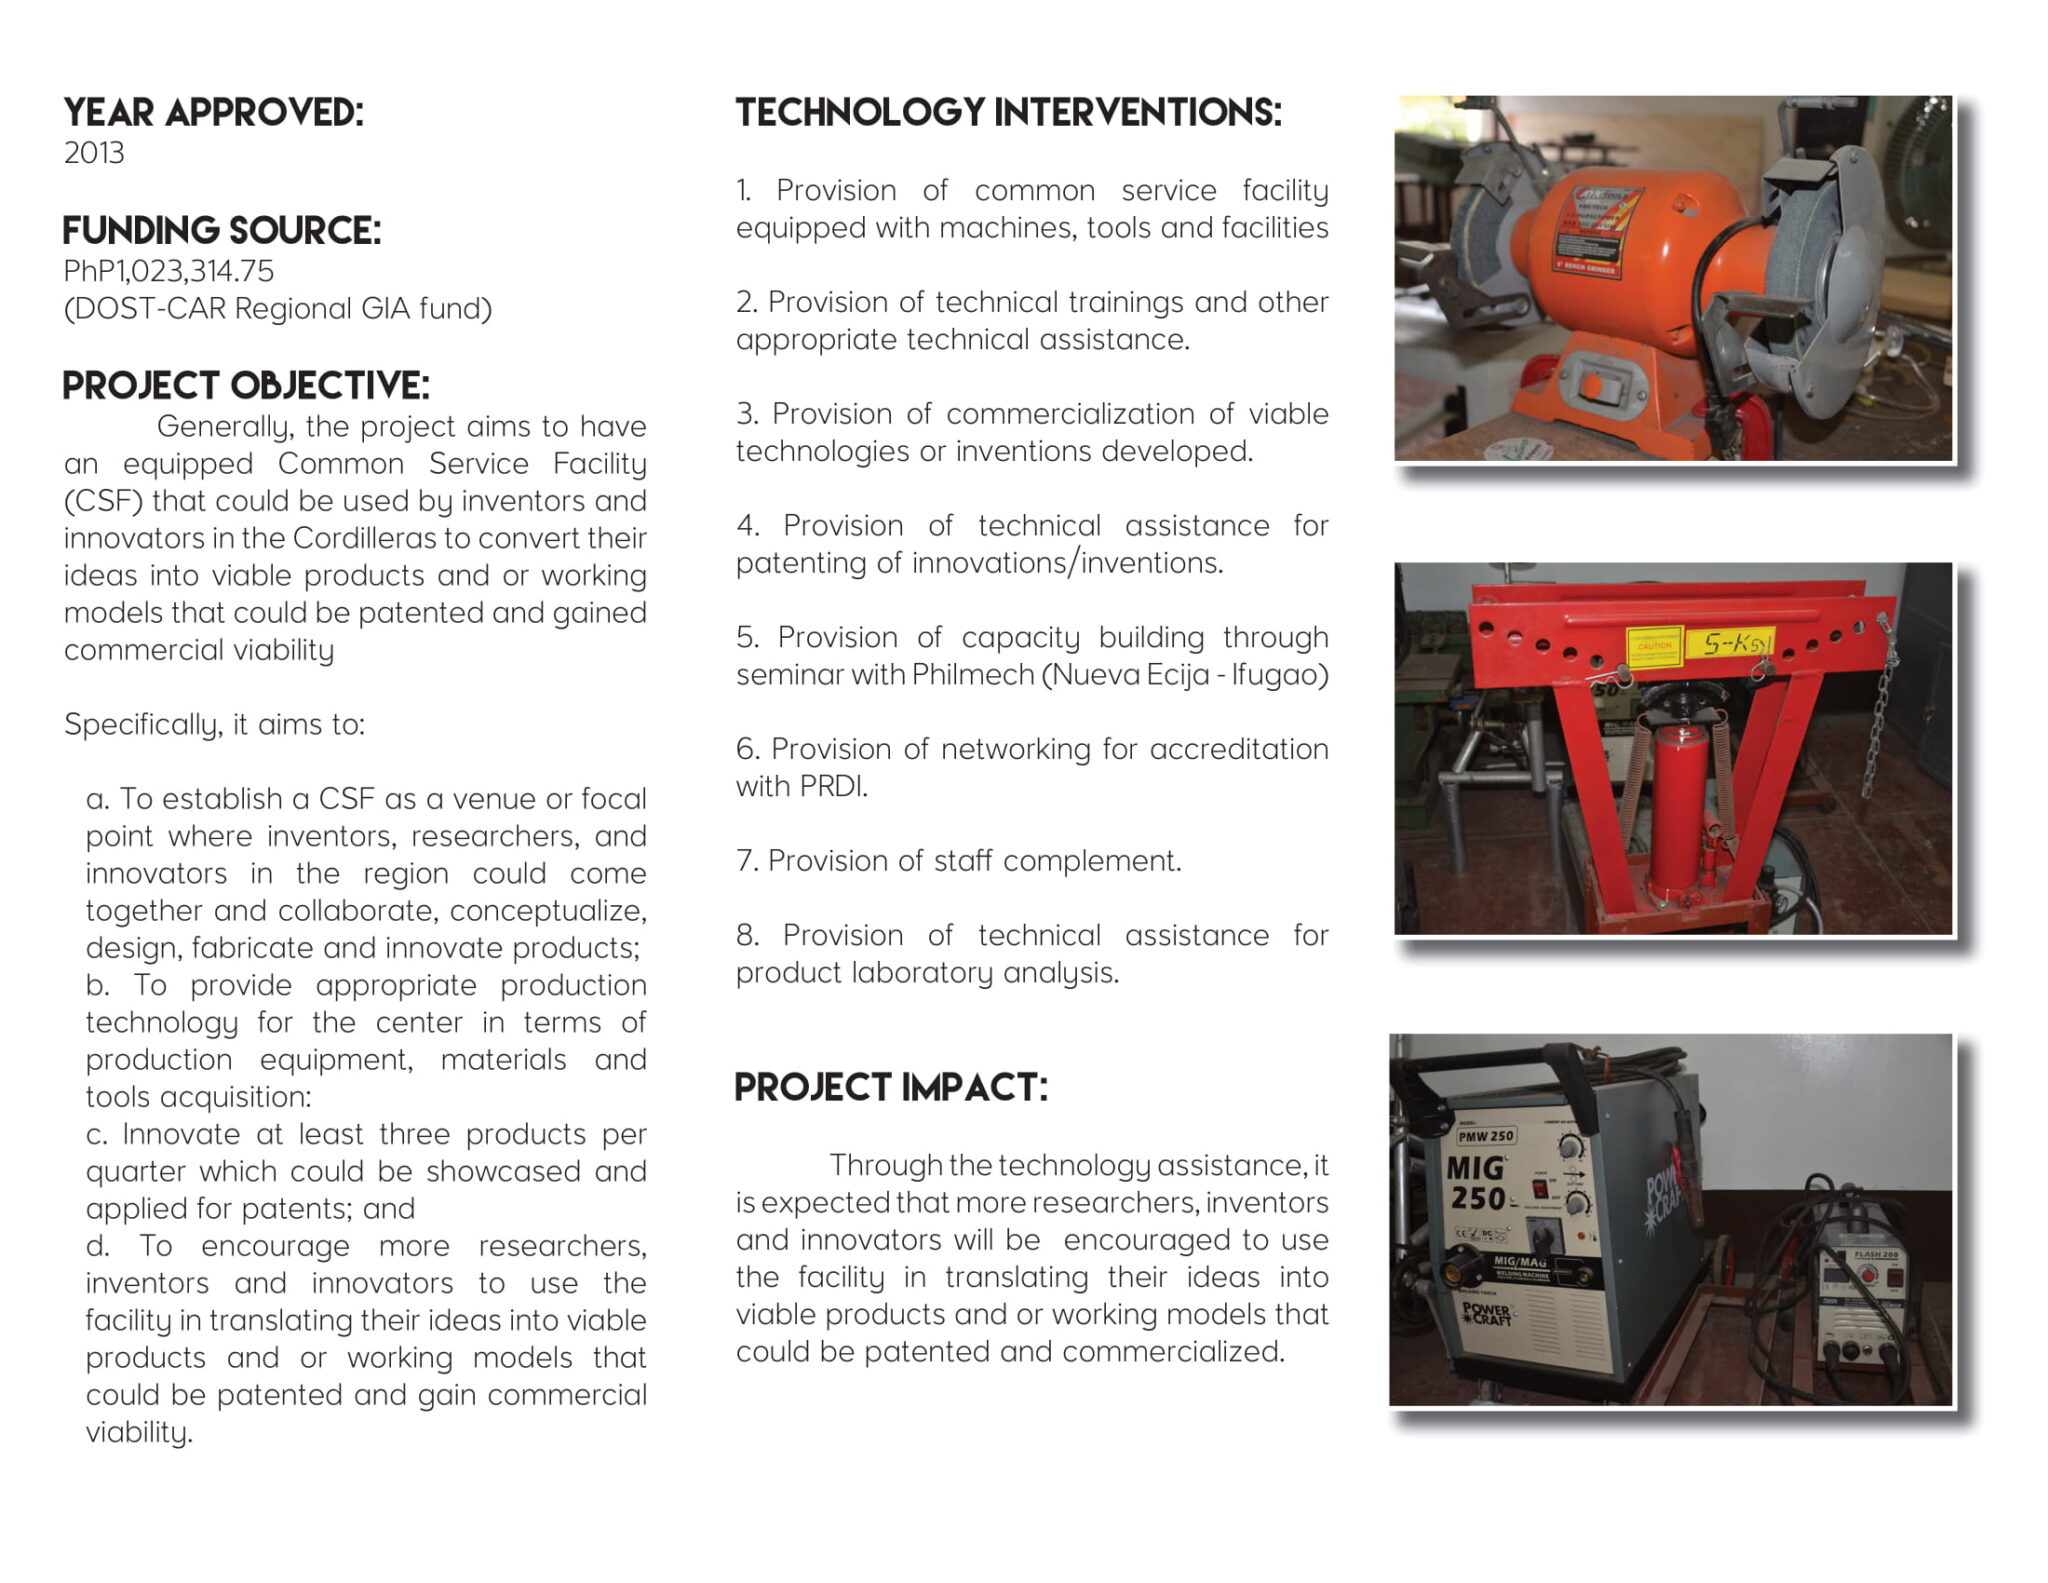 YEAR APPROVED:
2013
FUNDING SOURCE:
PhP1,023,314.75
(DOST-CAR Regional GIA fund)
PROJECT OBJECTIVE:
Generally, the project aims to have
an equipped Common Service Facility
(CSF) that could be used by inventors and
innovators in the Cordilleras to convert their
ideas into viable products and or working
models that could be patented and gained
commercial viability
Specifically, it aims to:
a. To establish a CSF as a venue or focal
point where inventors, researchers, and
innovators in the region could come
together and collaborate, conceptualize,
design, fabricate and innovate products;
b. To provide appropriate production
technology for the center in terms of
production equipment, materials and
tools acquisition:
c. Innovate at least three products per
quarter which could be showcased and
applied for patents; and
d. To encourage more researchers,
inventors and innovators to use the
facility in translating their ideas into viable
products and or working models that
could be patented and gain commercial
viability.
TECHNOLOGY INTERVENTIONS:
1. Provision of common service facility
equipped with machines, tools and facilities
2. Provision of technical trainings and other
appropriate technical assistance.
3. Provision of commercialization of viable
technologies or inventions developed.
4. Provision of technical assistance for
patenting of innovations/inventions.
5. Provision of capacity building through
seminar with Philmech (Nueva Ecija - Ifugao)
6. Provision of networking for accreditation
with PRDI.
7. Provision of staff complement.
8. Provision of technical assistance for
product laboratory analysis.
PROJECT IMPACT:
Through the technology assistance, it
is expected that more researchers, inventors
and innovators will be encouraged to use
the facility in translating their ideas into
viable products and or working models that
could be patented and commercialized.
6" BENCH GRINDER
CAUTION
MODEL:
PMW 250
MIG
250
POWER
CRAFT
MIG/MAG
WELDING MACHINE
POWER
CRAFT
FLASH 200